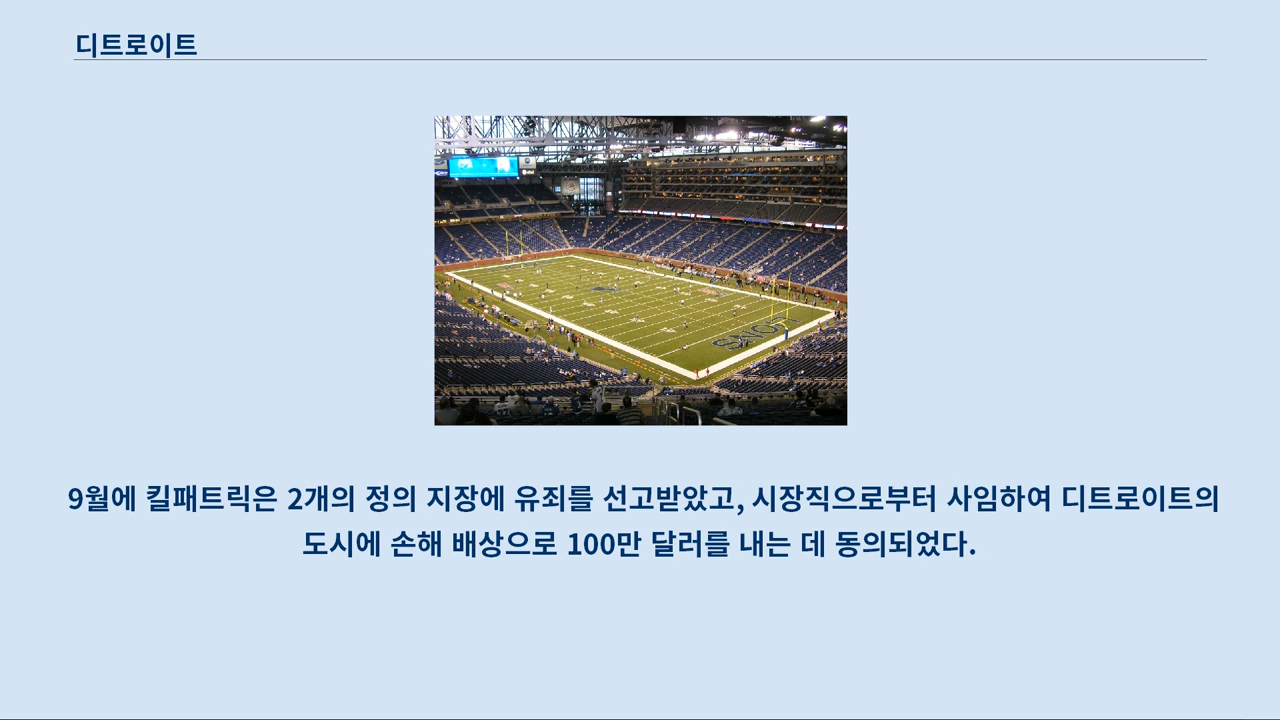 디트로이트
LIONS
9월에 킬패트릭은 2개의 정의 지장에 유죄를 선고받았고, 시장직으로부터 사임하여 디트로이트의
도시에 손해 배상으로 100만 달러를 내는 데 동의되었다.